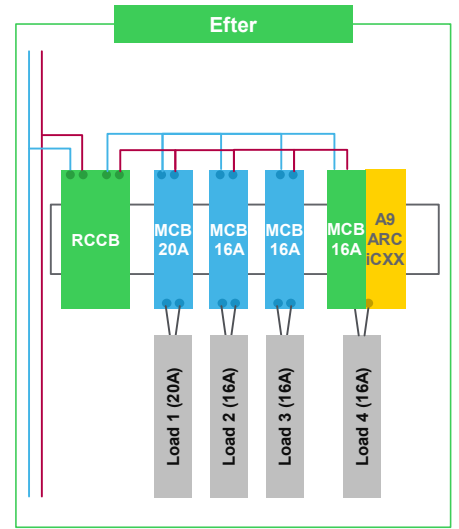 Efter
RCCB
MCB
20A
MCB
16A
MCB
16A
MCB
16A
A9
ARC
iCXX
Load 1 (20A)
Load 2 (16A)
Load 3 (16A)
Load 4 (16A)